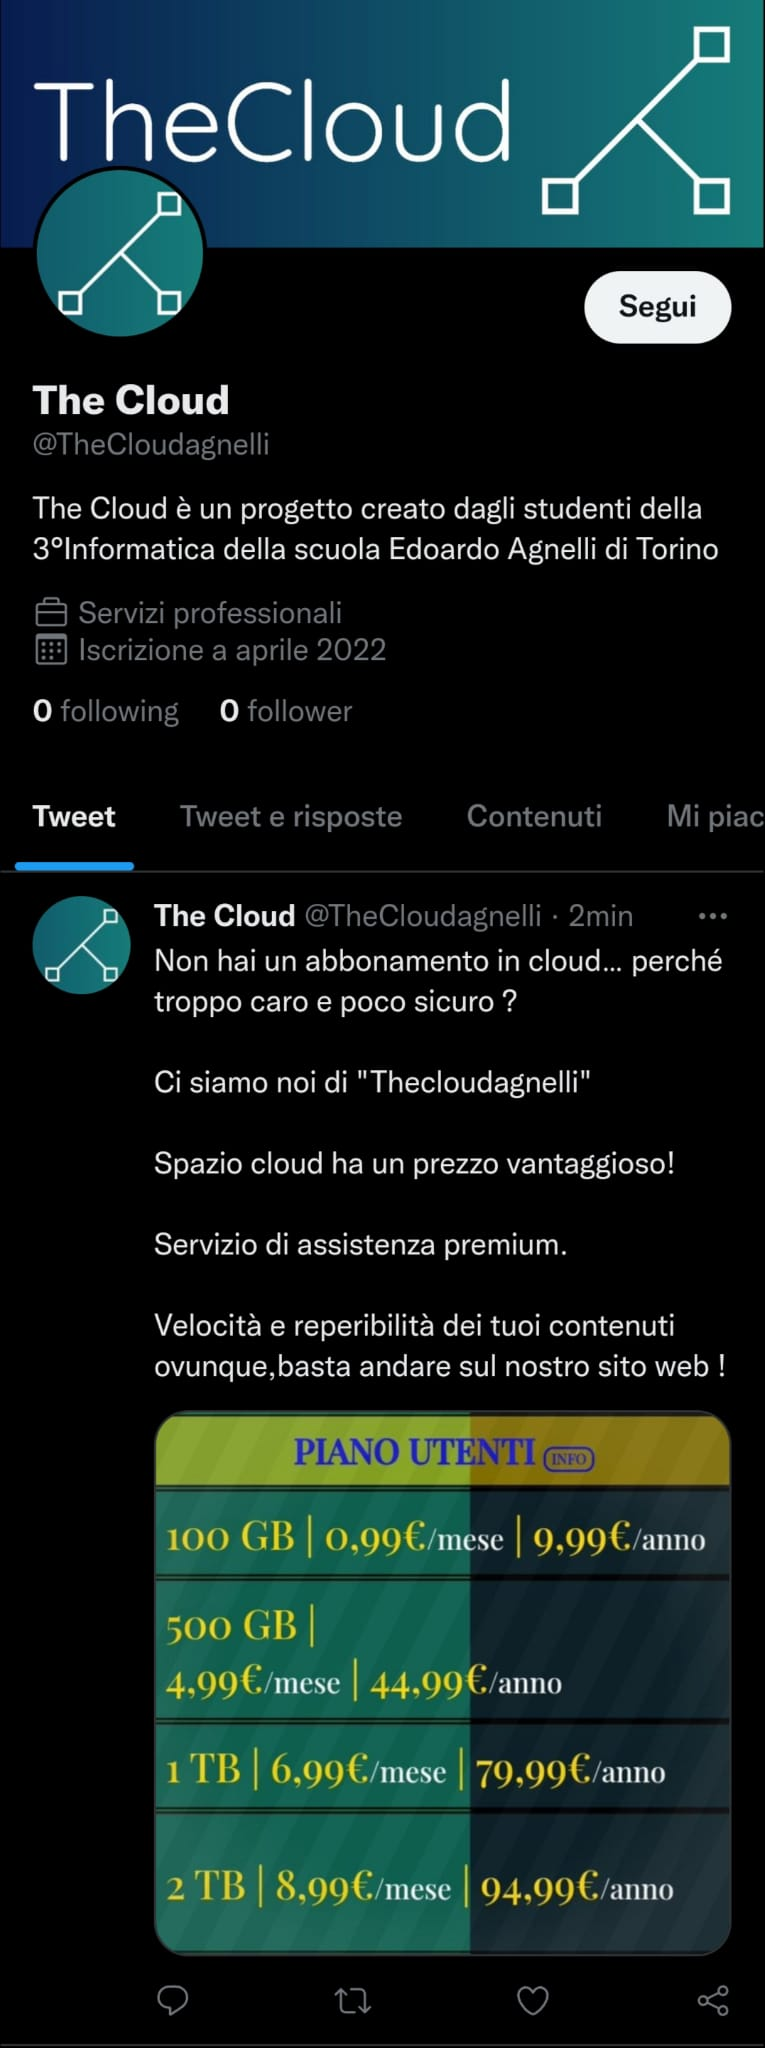 TheCloud
Segui
The Cloud
@TheCloudagnelli
The Cloud è un progetto creato dagli studenti della
3°Informatica della scuola Edoardo Agnelli di Torino
Servizi professionali
Iscrizione a aprile 2022
0 following 0 follower
Tweet Tweet e risposte Contenuti Mi piac
The Cloud @TheCloudagnelli · 2min
Non hai un abbonamento in cloud... perché
troppo caro e poco sicuro ?
Ci siamo noi di "Thecloudagnelli"
Spazio cloud ha un prezzo vantaggioso!
Servizio di assistenza premium.
Velocità e reperibilità dei tuoi contenuti
ovunque,basta andare sul nostro sito web !
PIANO UTENTI INFO
100 GB | 0,99€/mese | 9,99€/anno
500 GB |
4,99€/mese | 44,99€/anno
1 TB | 6,99€/mese | 79,99€/anno
2 TB | 8,99€/mese | 94,99€/anno